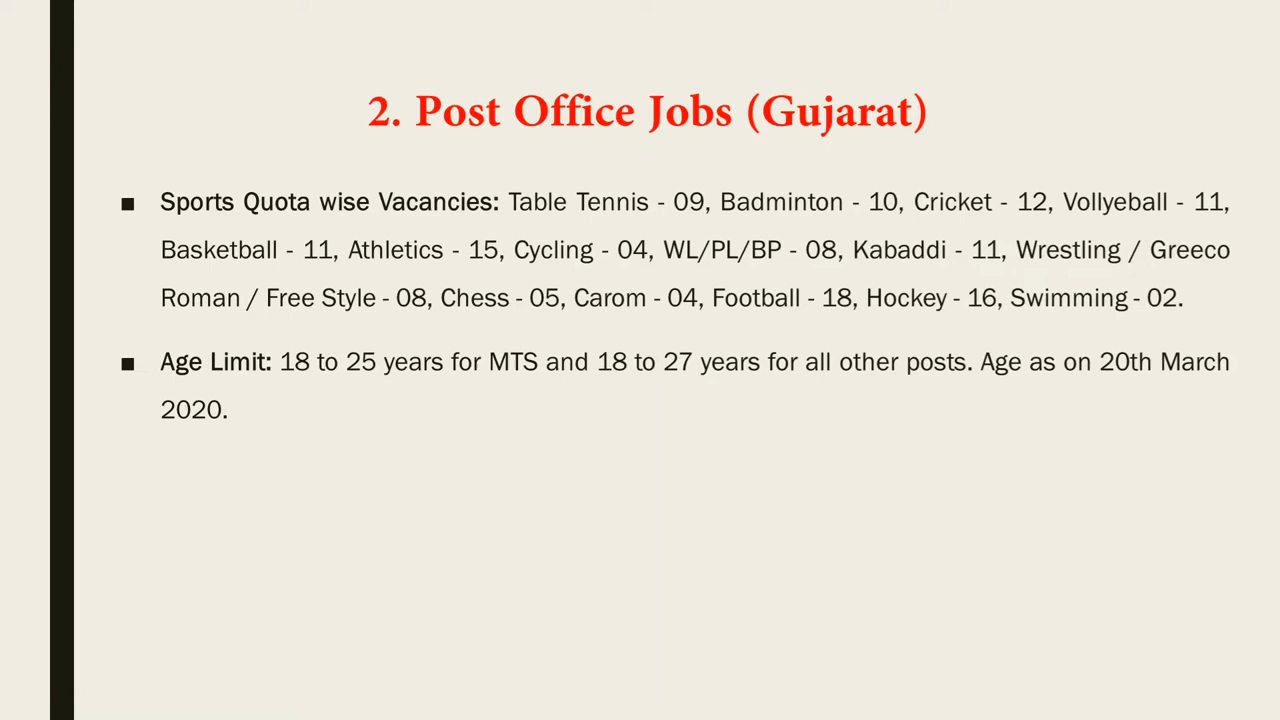 2. Post Office Jobs (Gujarat)
■ Sports Quota wise Vacancies: Table Tennis - 09, Badminton - 10, Cricket - 12, Vollyeball - 11,
Basketball - 11, Athletics - 15, Cycling - 04, WL/PL/BP - 08, Kabaddi - 11, Wrestling / Greeco
Roman / Free Style - 08, Chess - 05, Carom - 04, Football - 18, Hockey - 16, Swimming - 02.
■ Age Limit: 18 to 25 years for MTS and 18 to 27 years for all other posts. Age as on 20th March
2020.